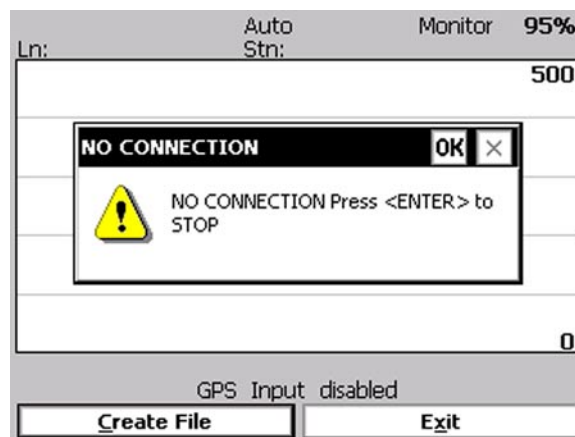 Auto Monitor 95%
Ln: Stn:
500
NO CONNECTION OK ×
NO CONNECTION Press <ENTER> to
STOP
0
GPS Input disabled
Create File Exit